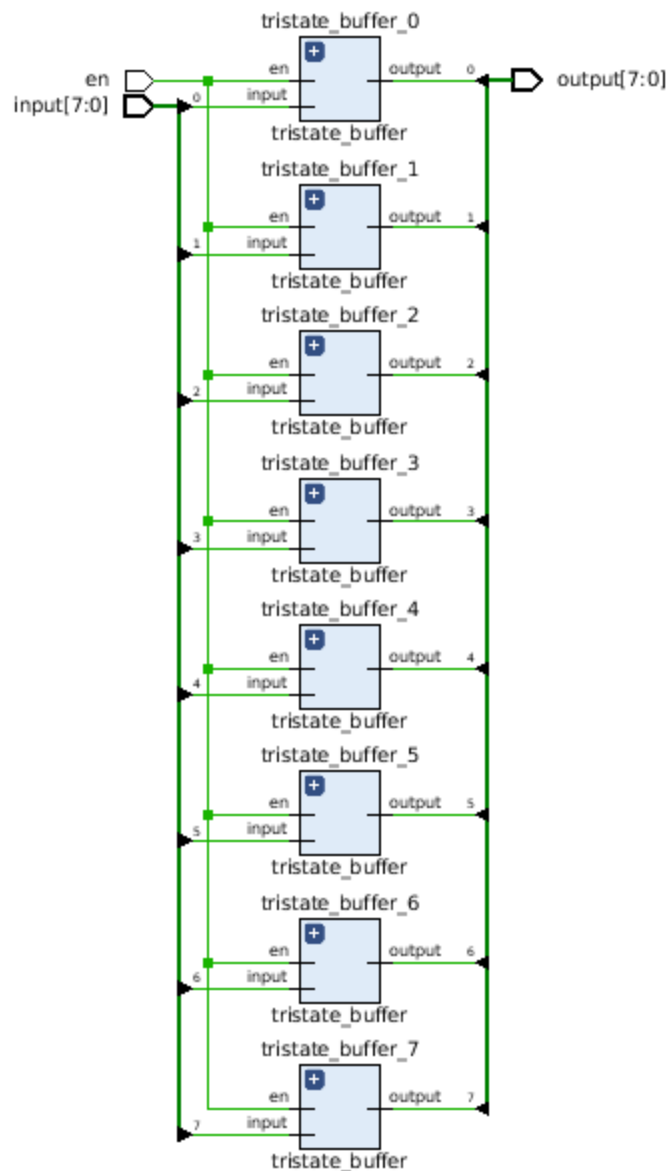 tristate_buffer_0
en
en
output
0
output[7:0]
input[7:0]
0
input
tristate_buffer
tristate_buffer_1
en
output
1
1
input
tristate_buffer
tristate_buffer_2
en
output
2
2
input
tristate_buffer
tristate_buffer_3
en
output
3
3
input
tristate_buffer
tristate_buffer_4
en
output
4
4
input
tristate_buffer
tristate_buffer_5
en
output
5
5
input
tristate_buffer
tristate_buffer_6
en
output
6
6
input
tristate_buffer
tristate_buffer_7
en
output
7
7
input
tristate_buffer